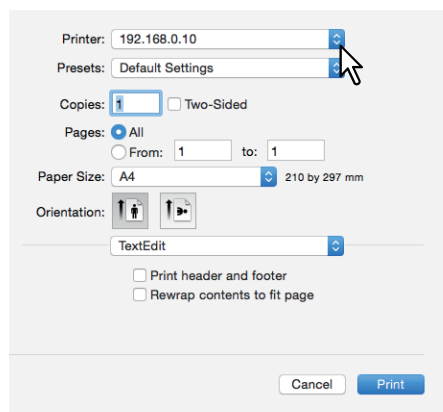 Printer: 192.168.0.10
Presets: Default Settings
Copies: 1 Two-Sided
Pages: All
From: 1 to: 1
Paper Size: A4 210 by 297 mm
Orientation:
TextEdit
Print header and footer
Rewrap contents to fit page
Cancel Print